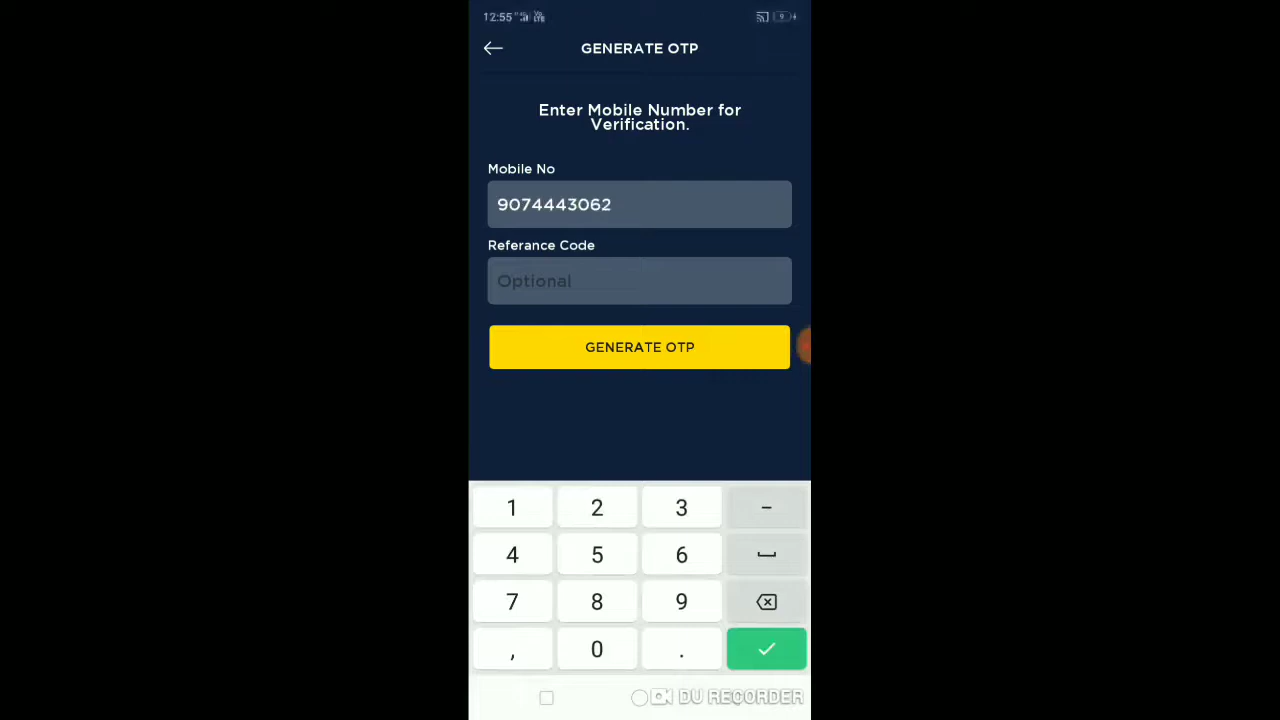 12:55
GENERATE OTP
Enter Mobile Number for
Verification.
Mobile No
9074443062
Referance Code
Optional
GENERATE OTP
1 2 3 -
4 5 6
7 8 9
, 0 .
DU RECORDER